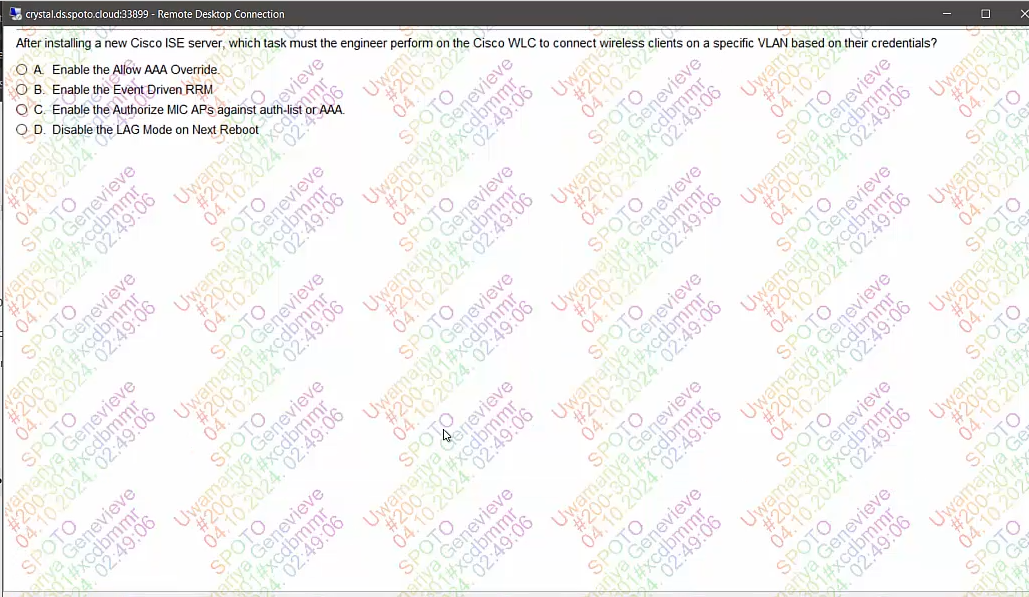 crystal.ds.spoto.cloud:33899 - Remote Desktop Connection
After installing a new Cisco ISE server, which task must the engineer perform on the Cisco WLC to connect wireless clients on a specific VLAN based on their credentials?
A. Enable the Allow AAA Override.
B. Enable the Event Driven RRM
C. Enable the Authorize MIC APs against auth-list or AAA.
D. Disable the LAG Mode on Next Reboot
Uwamariya Genevieve
#200-301#xcdbmmr
04.10.2024. 02:49:06
SPOTO